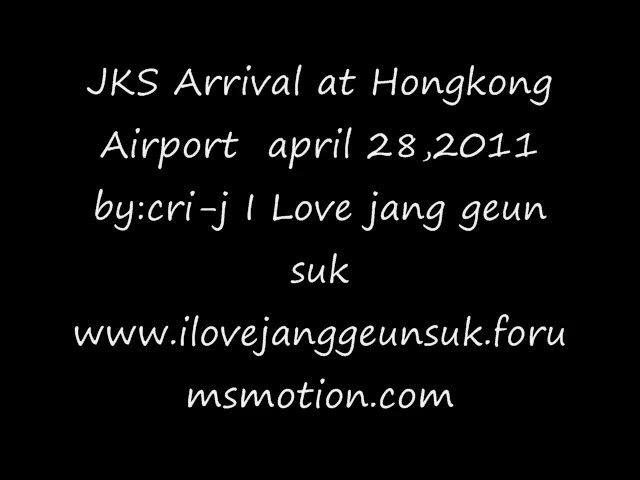 JKS Arrival at Hongkong
Airport  april 28,2011
by:cri-j I Love jang geun
suk
www.ilovejanggeunsuk.foru
msmotion.com